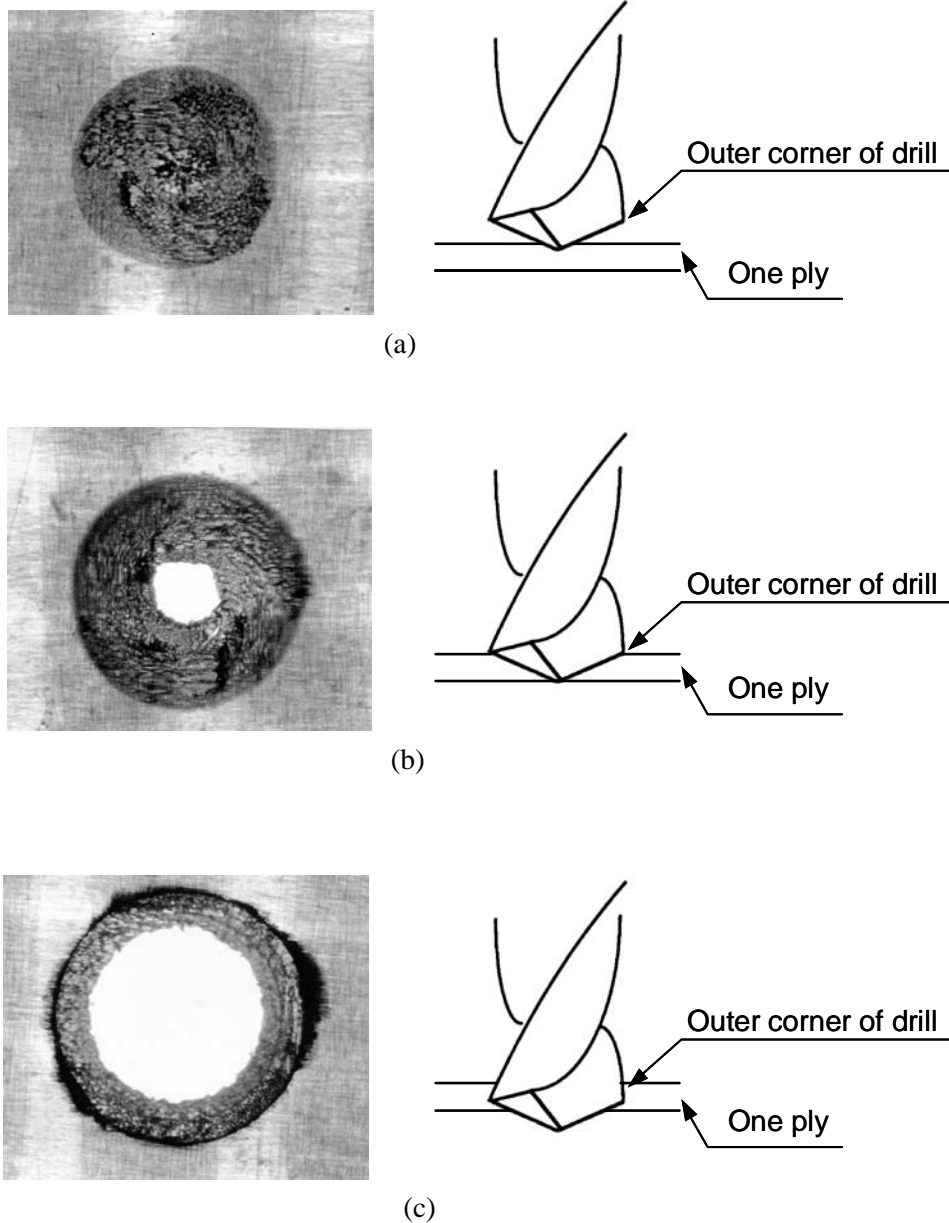 Outer corner of drill
One ply
(a)
Outer corner of drill
One ply
(b)
Outer corner of drill
One ply
(c)